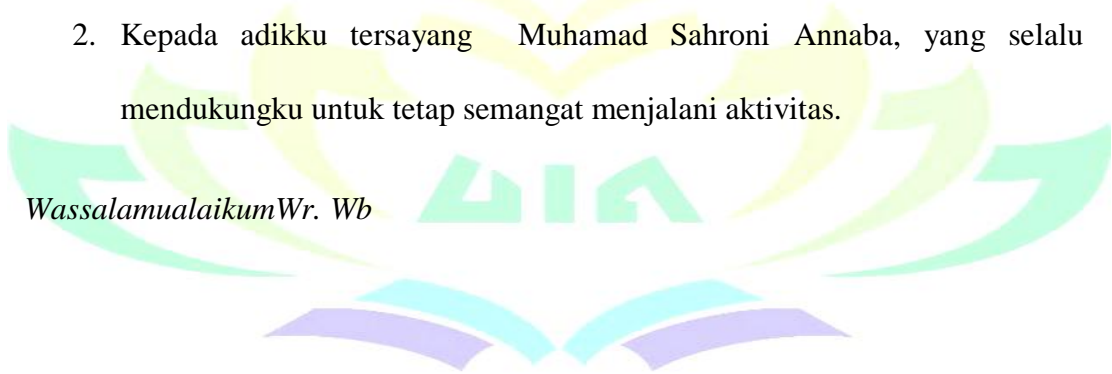 2. Kepada adikku tersayang Muhamad Sahroni Annaba, yang selalu
mendukungku untuk tetap semangat menjalani aktivitas.
WassalamualaikumWr. Wb